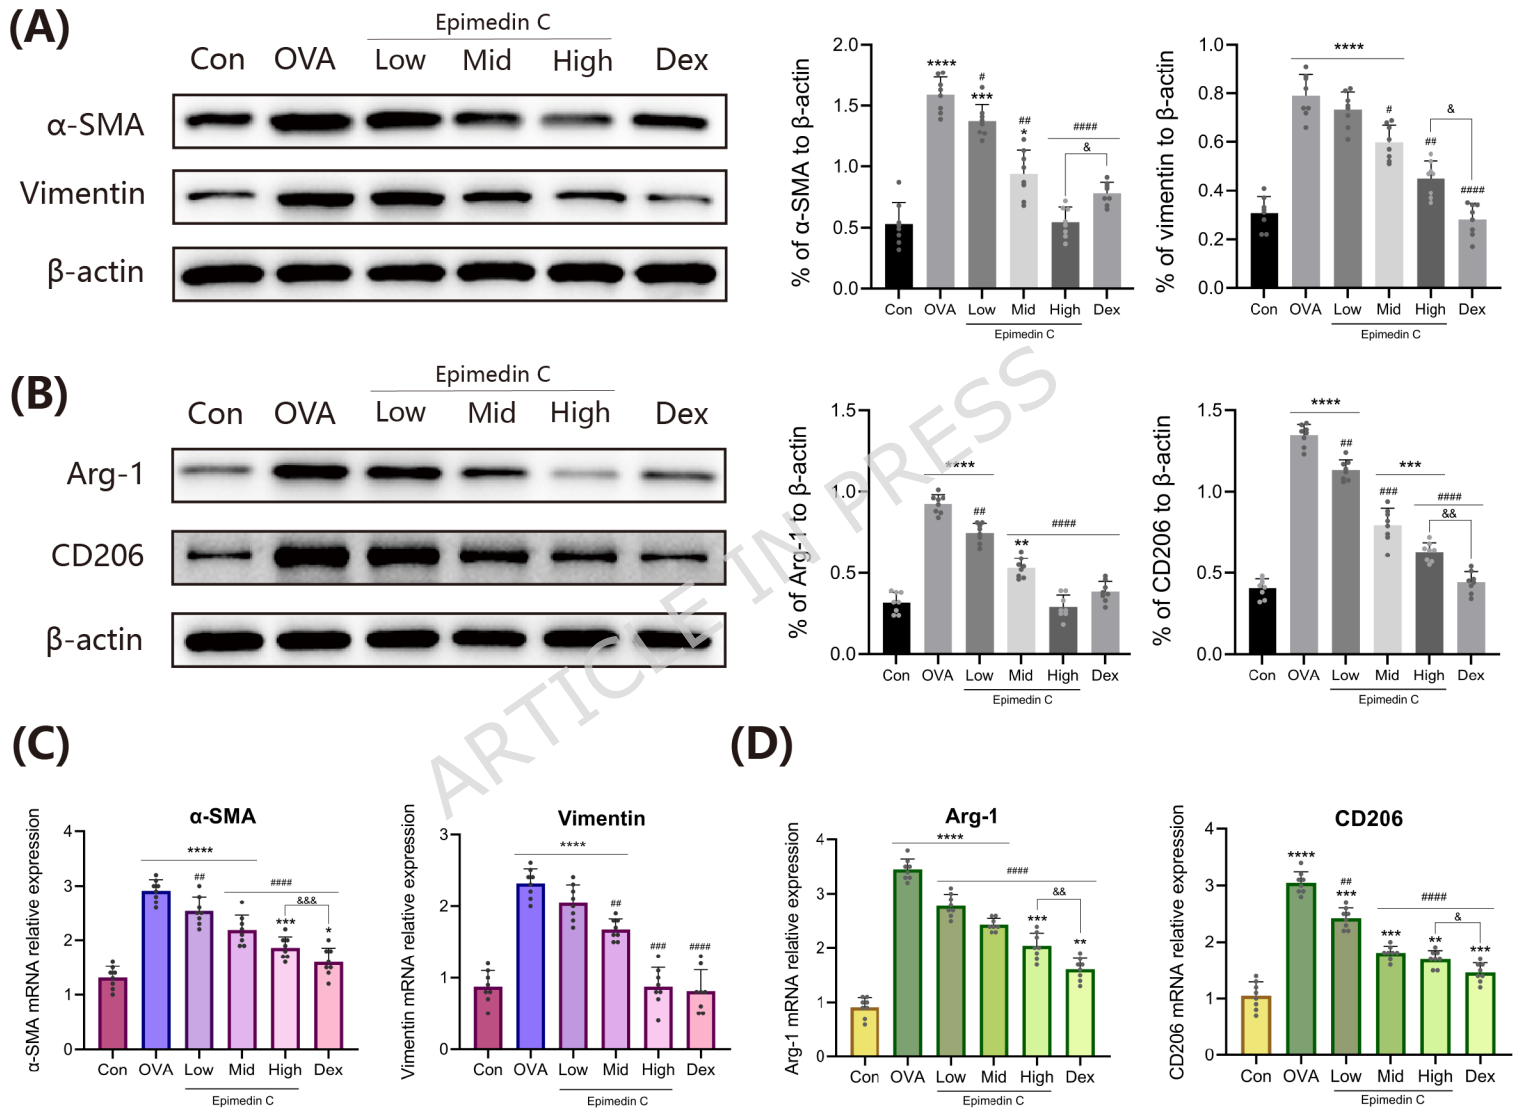 (A)
Epimedin C
Con OVA Low Mid High Dex
α-SMA
Vimentin
β-actin
% of α-SMA to β-actin
2.0
1.5
1.0
0.5
0.0
****
#
***
##
*
####
&
Con OVA Low Mid High Dex
Epimedin C
% of vimentin to β-actin
1.0
0.8
0.6
0.4
0.2
0.0
****
#
##
&
####
Con OVA Low Mid High Dex
Epimedin C
(B)
Epimedin C
Con OVA Low Mid High Dex
Arg-1
CD206
β-actin
% of Arg-1 to β-actin
1.5
1.0
0.5
0.0
****
##
**
####
Con OVA Low Mid High Dex
Epimedin C
% of CD206 to β-actin
1.5
1.0
0.5
0.0
****
##
***
###
####
&&
Con OVA Low Mid High Dex
Epimedin C
ARTICLE IN PRESS
(C)
α-SMA
α-SMA mRNA relative expression
4
3
2
1
0
****
##
####
&&&
***
*
Con OVA Low Mid High Dex
Epimedin C
Vimentin
Vimentin mRNA relative expression
3
2
1
0
****
##
###
####
Con OVA Low Mid High Dex
Epimedin C
(D)
Arg-1
Arg-1 mRNA relative expression
4
3
2
1
0
****
####
&&
***
**
Con OVA Low Mid High Dex
Epimedin C
CD206
CD206 mRNA relative expression
4
3
2
1
0
****
##
***
####
&
***
**
***
Con OVA Low Mid High Dex
Epimedin C